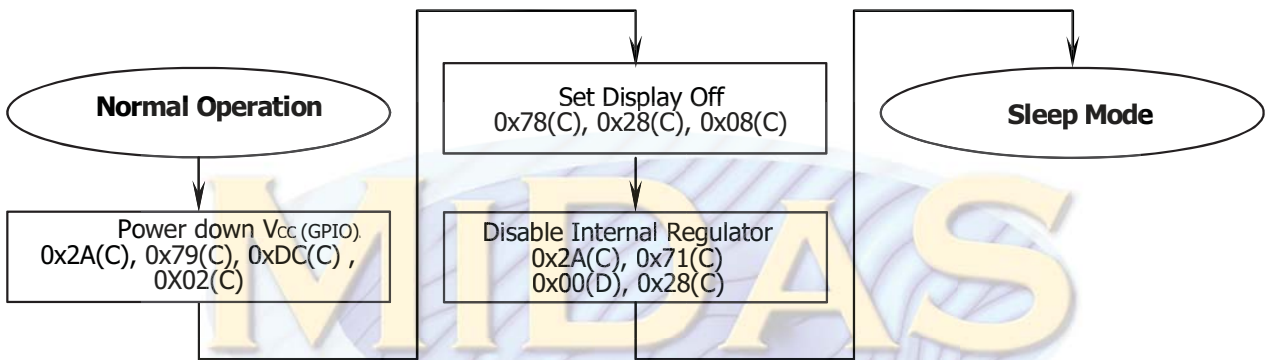 Normal Operation
Power down VCC (GPIO).
0x2A(C), 0x79(C), 0xDC(C) ,
0X02(C)
Set Display Off
0x78(C), 0x28(C), 0x08(C)
Disable Internal Regulator
0x2A(C), 0x71(C)
0x00(D), 0x28(C)
Sleep Mode
MIDAS